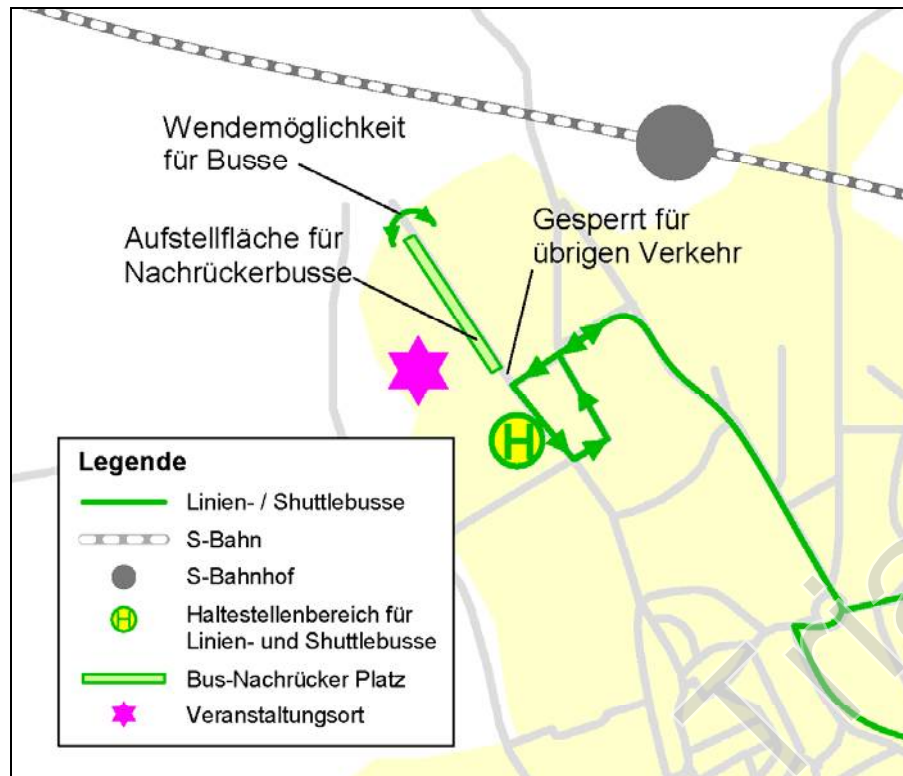 Wendemöglichkeit
für Busse
Aufstellfläche für
Nachrückerbusse
Gesperrt für
übrigen Verkehr
H
Legende
Linien- / Shuttlebusse
S-Bahn
S-Bahnhof
H
Haltestellenbereich für
Linien- und Shuttlebusse
Bus-Nachrücker Platz
Veranstaltungsort